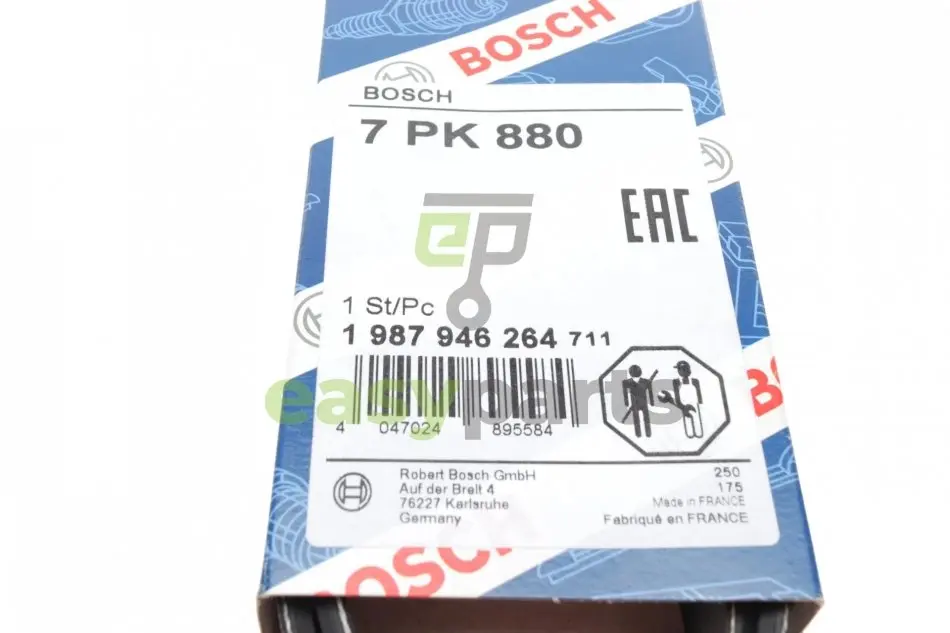 BOSCH
BOSCH
7 PK 880
EAC
ep
1 St/Pc
1 987 946 264 711
easyparts
4 047024 895584
Robert Bosch GmbH
Auf der Breit 4
76227 Karlsruhe
Germany
250
175
Made in FRANCE
Fabriqué en FRANCE
BOSCH
BOSCH